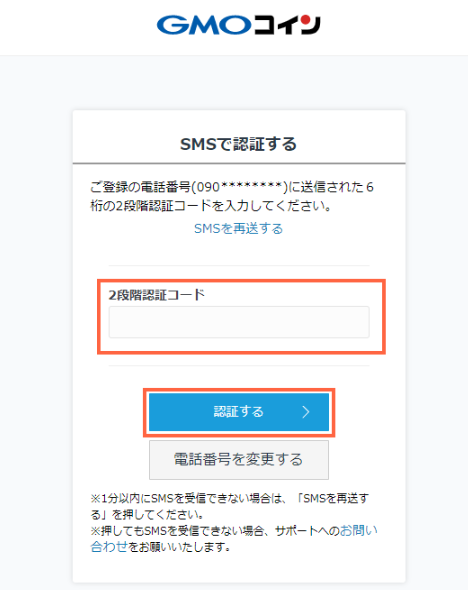 GMOコイン
SMSで認証する
ご登録の電話番号(090********)に送信された6
桁の2段階認証コードを入力してください。
SMSを再送する
2段階認証コード
認証する
電話番号を変更する
※1分以内にSMSを受信できない場合は、「SMSを再送す
る」を押してください。
※押してもSMSを受信できない場合、サポートへのお問い
合わせをお願いいたします。